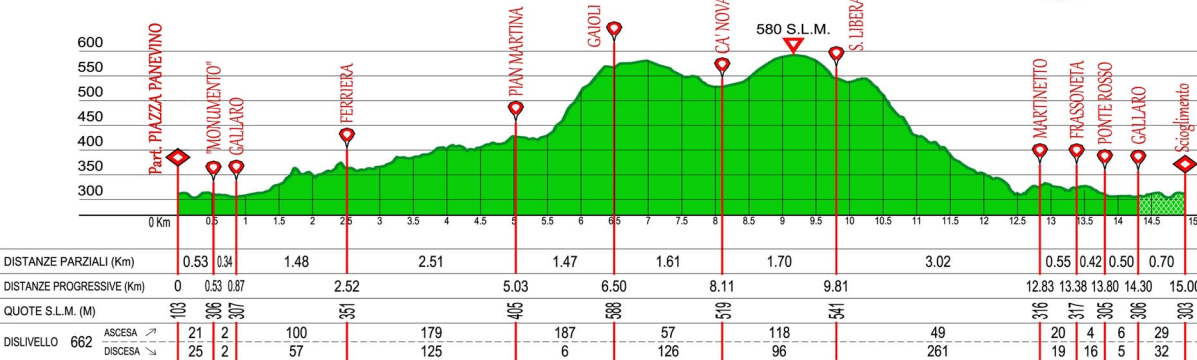 580 S.L.M.
600
550
500
450
400
350
300
Part. PIAZZA PANEVINO
"MONUMENTO"
GALLARO
FERRIERA
PIAN MARTINA
GAIOLI
CA' NOVA
S. LIBERA
MARTINETTO
FRASSONETA
PONTE ROSSO
GALLARO
Scioglimento
0 Km 0.5 1 1.5 2 2.5 3 3.5 4 4.5 5 5.5 6 6.5 7 7.5 8 8.5 9 9.5 10 10.5 11 11.5 12 12.5 13 13.5 14 14.5 15
DISTANZE PARZIALI (Km) 0.53 0.34 1.48 2.51 1.47 1.61 1.70 3.02 0.55 0.42 0.50 0.70
DISTANZE PROGRESSIVE (Km) 0 0.53 0.87 2.52 5.03 6.50 8.11 9.81 12.83 13.38 13.80 14.30 15.00
QUOTE S.L.M. (M) 103 306 307 351 405 588 519 541 316 317 305 306 303
DISLIVELLO 662
ASCESA 21 2 100 179 187 57 118 49 20 4 6 29
DISCESA 25 2 57 125 6 126 96 261 19 16 5 32